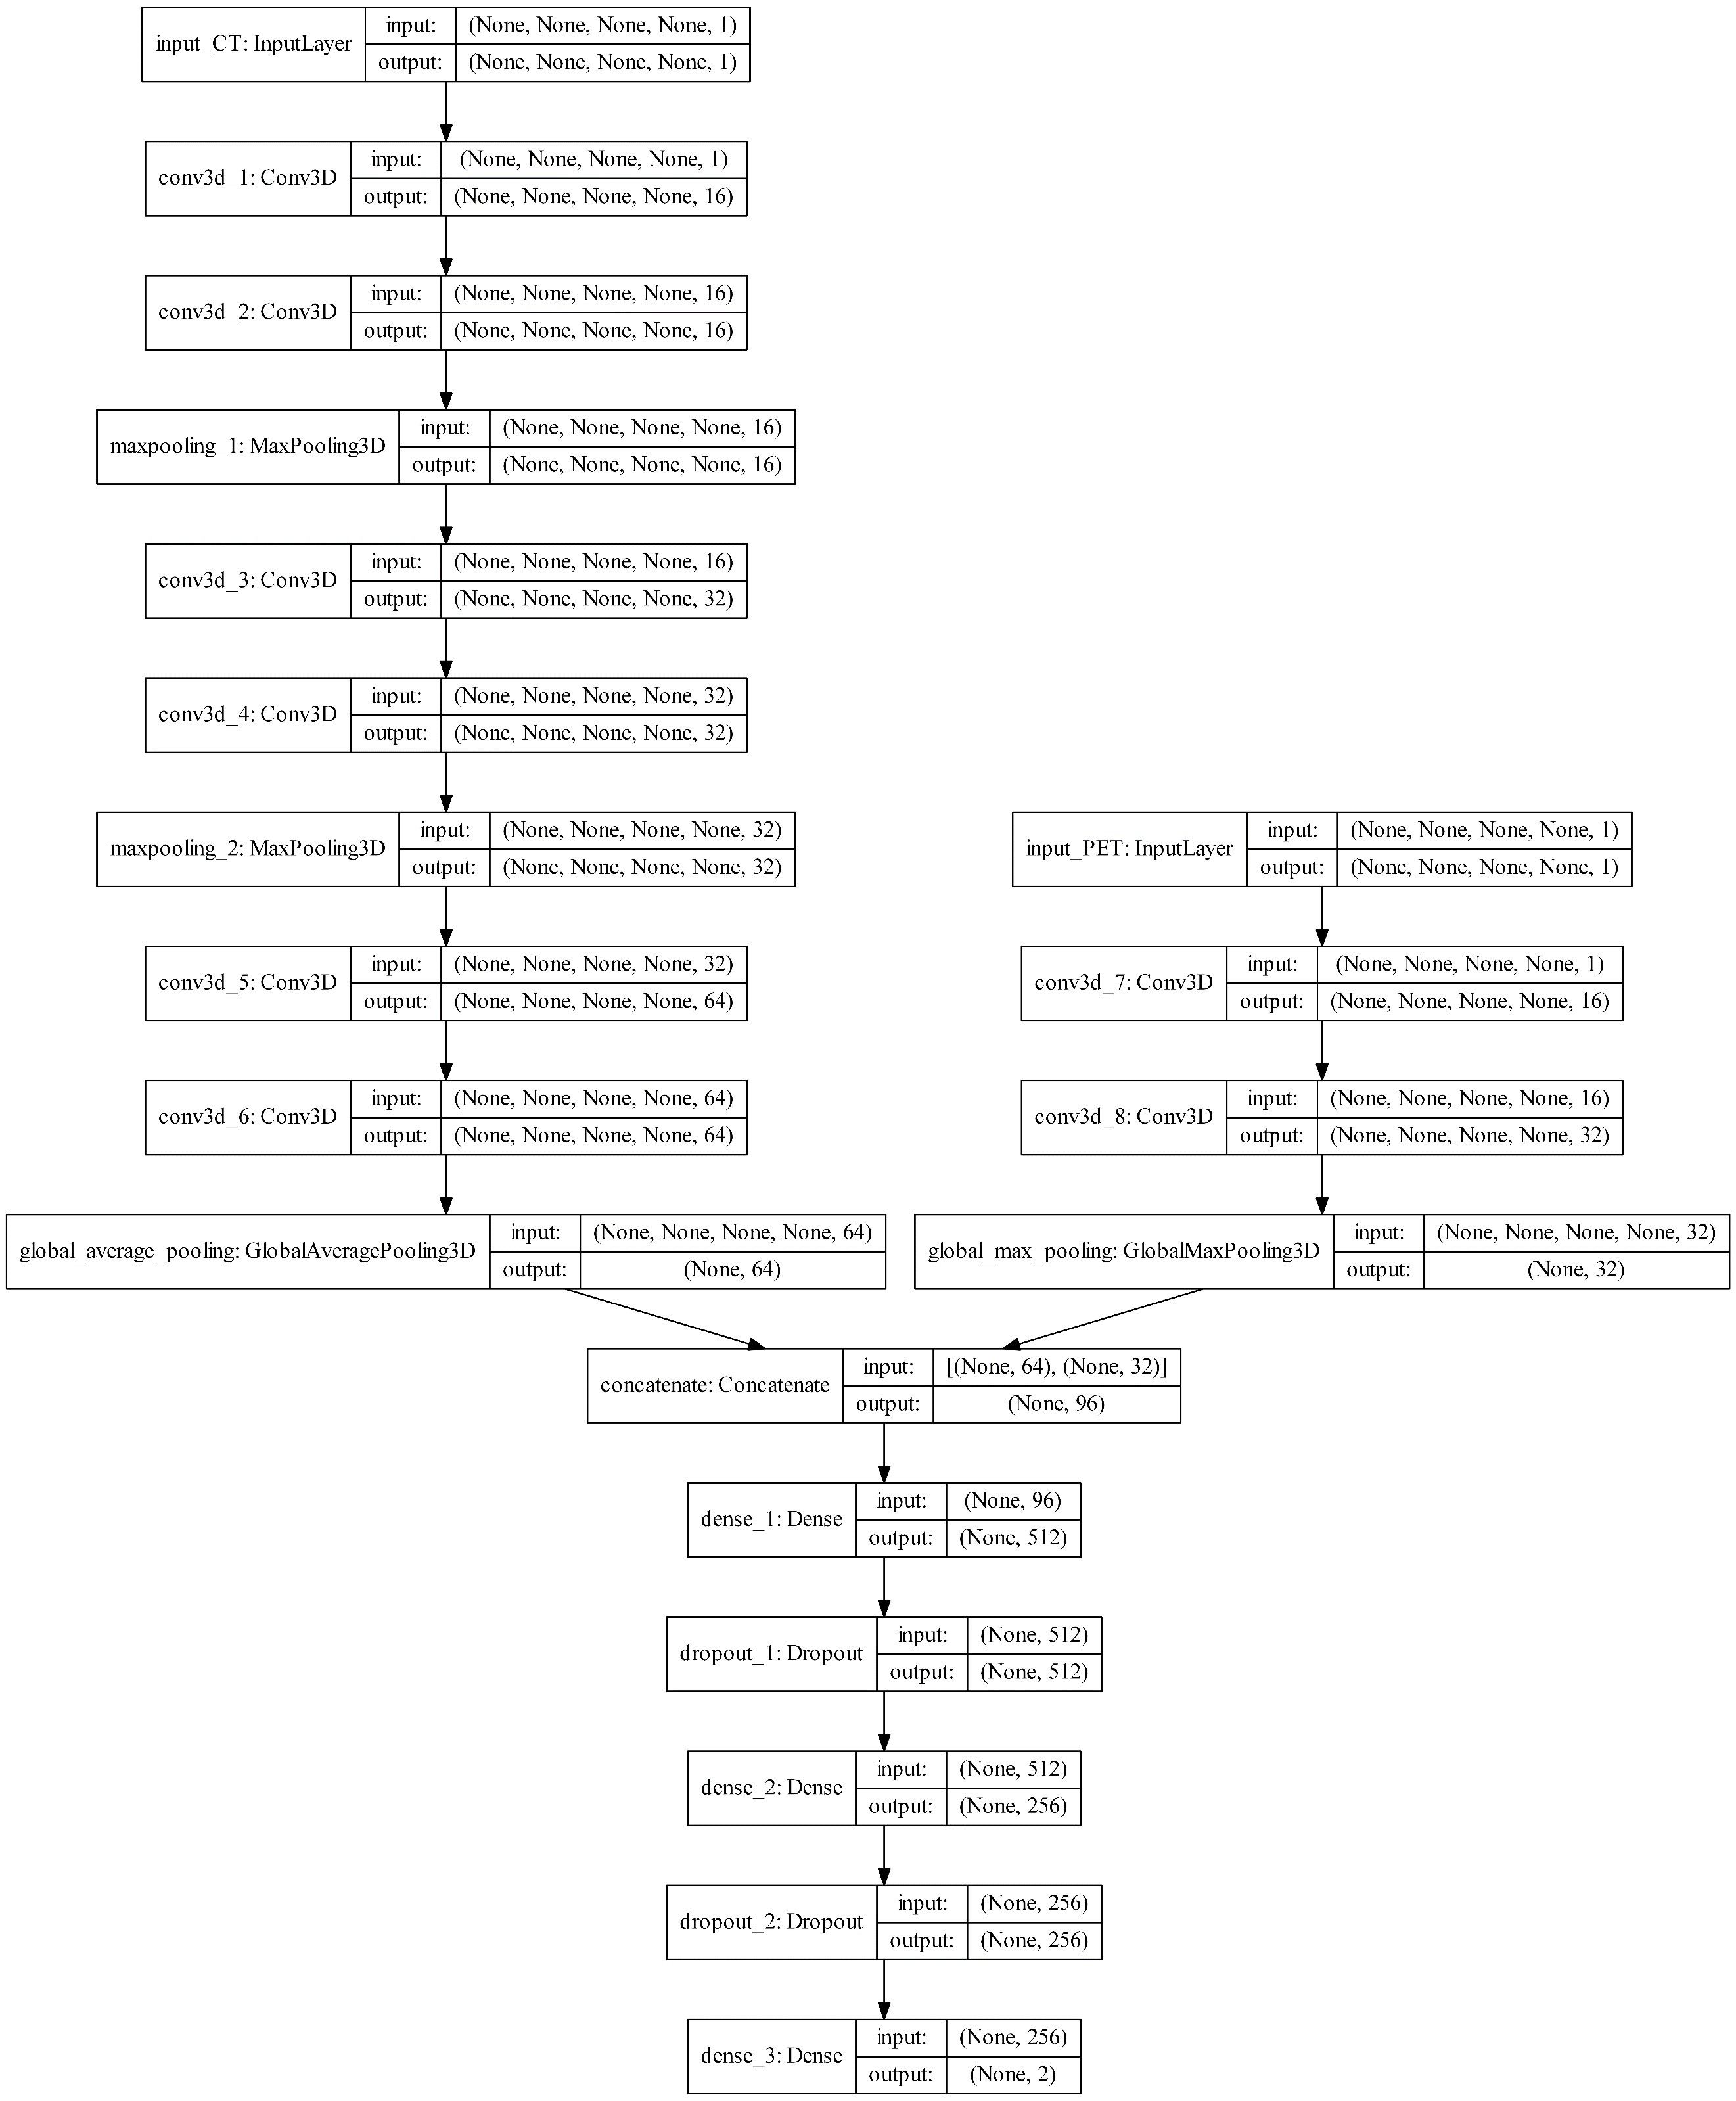 input_CT: InputLayer
input:
(None, None, None, None, 1)
output:
(None, None, None, None, 1)
conv3d_1: Conv3D
input:
(None, None, None, None, 1)
output:
(None, None, None, None, 16)
conv3d_2: Conv3D
input:
(None, None, None, None, 16)
output:
(None, None, None, None, 16)
maxpooling_1: MaxPooling3D
input:
(None, None, None, None, 16)
output:
(None, None, None, None, 16)
conv3d_3: Conv3D
input:
(None, None, None, None, 16)
output:
(None, None, None, None, 32)
conv3d_4: Conv3D
input:
(None, None, None, None, 32)
output:
(None, None, None, None, 32)
maxpooling_2: MaxPooling3D
input:
(None, None, None, None, 32)
output:
(None, None, None, None, 32)
conv3d_5: Conv3D
input:
(None, None, None, None, 32)
output:
(None, None, None, None, 64)
conv3d_6: Conv3D
input:
(None, None, None, None, 64)
output:
(None, None, None, None, 64)
global_average_pooling: GlobalAveragePooling3D
input:
(None, None, None, None, 64)
output:
(None, 64)
input_PET: InputLayer
input:
(None, None, None, None, 1)
output:
(None, None, None, None, 1)
conv3d_7: Conv3D
input:
(None, None, None, None, 1)
output:
(None, None, None, None, 16)
conv3d_8: Conv3D
input:
(None, None, None, None, 16)
output:
(None, None, None, None, 32)
global_max_pooling: GlobalMaxPooling3D
input:
(None, None, None, None, 32)
output:
(None, 32)
concatenate: Concatenate
input:
[(None, 64), (None, 32)]
output:
(None, 96)
dense_1: Dense
input:
(None, 96)
output:
(None, 512)
dropout_1: Dropout
input:
(None, 512)
output:
(None, 512)
dense_2: Dense
input:
(None, 512)
output:
(None, 256)
dropout_2: Dropout
input:
(None, 256)
output:
(None, 256)
dense_3: Dense
input:
(None, 256)
output:
(None, 2)